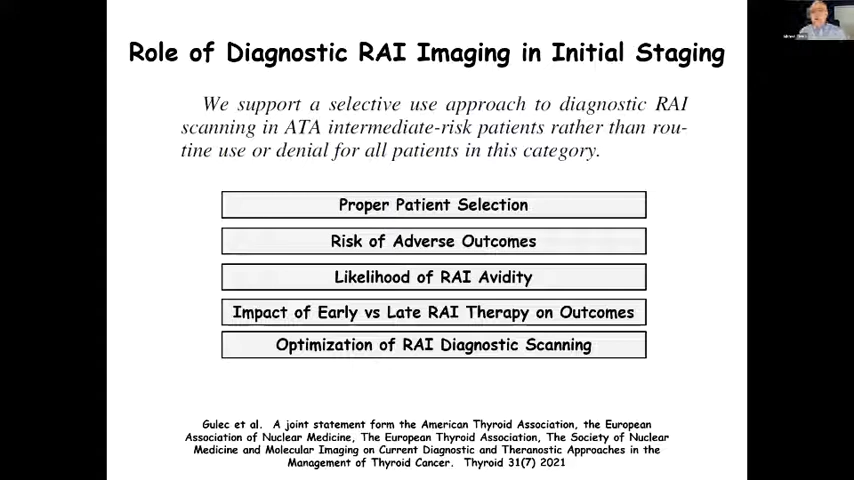 Role of Diagnostic RAI Imaging in Initial Staging
We support a selective use approach to diagnostic RAI
scanning in ATA intermediate-risk patients rather than rou-
tine use or denial for all patients in this category.
Proper Patient Selection
Risk of Adverse Outcomes
Likelihood of RAI Avidity
Impact of Early vs Late RAI Therapy on Outcomes
Optimization of RAI Diagnostic Scanning
Gulec et al. A joint statement form the American Thyroid Association, the European
Association of Nuclear Medicine, The European Thyroid Association, The Society of Nuclear
Medicine and Molecular Imaging on Current Diagnostic and Theranostic Approaches in the
Management of Thyroid Cancer. Thyroid 31(7) 2021